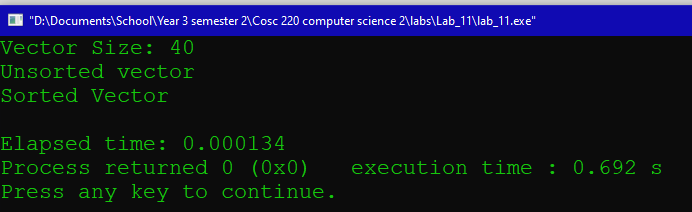 "D:\Documents\School\Year 3 semester 2\Cosc 220 computer science 2\labs\Lab_11\lab_11.exe"
Vector Size: 40
Unsorted vector
Sorted Vector
Elapsed time: 0.000134
Process returned 0 (0x0)   execution time : 0.692 s
Press any key to continue.